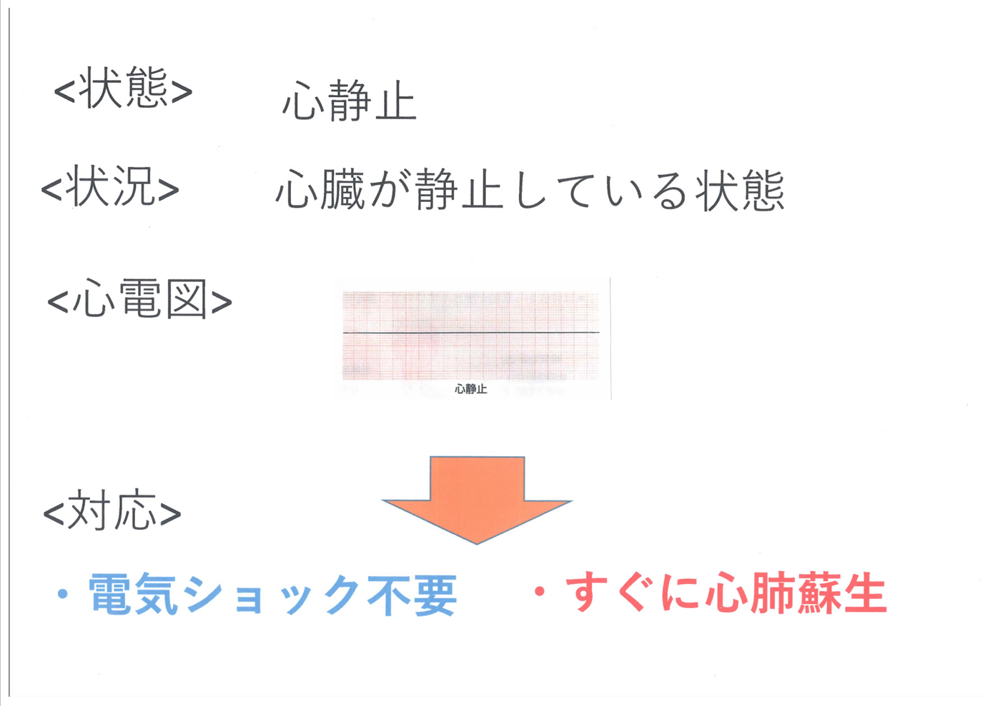 <状態> 心静止
<状況> 心臓が静止している状態
<心電図>
心静止
<対応>
・電気ショック不要 ・すぐに心肺蘇生